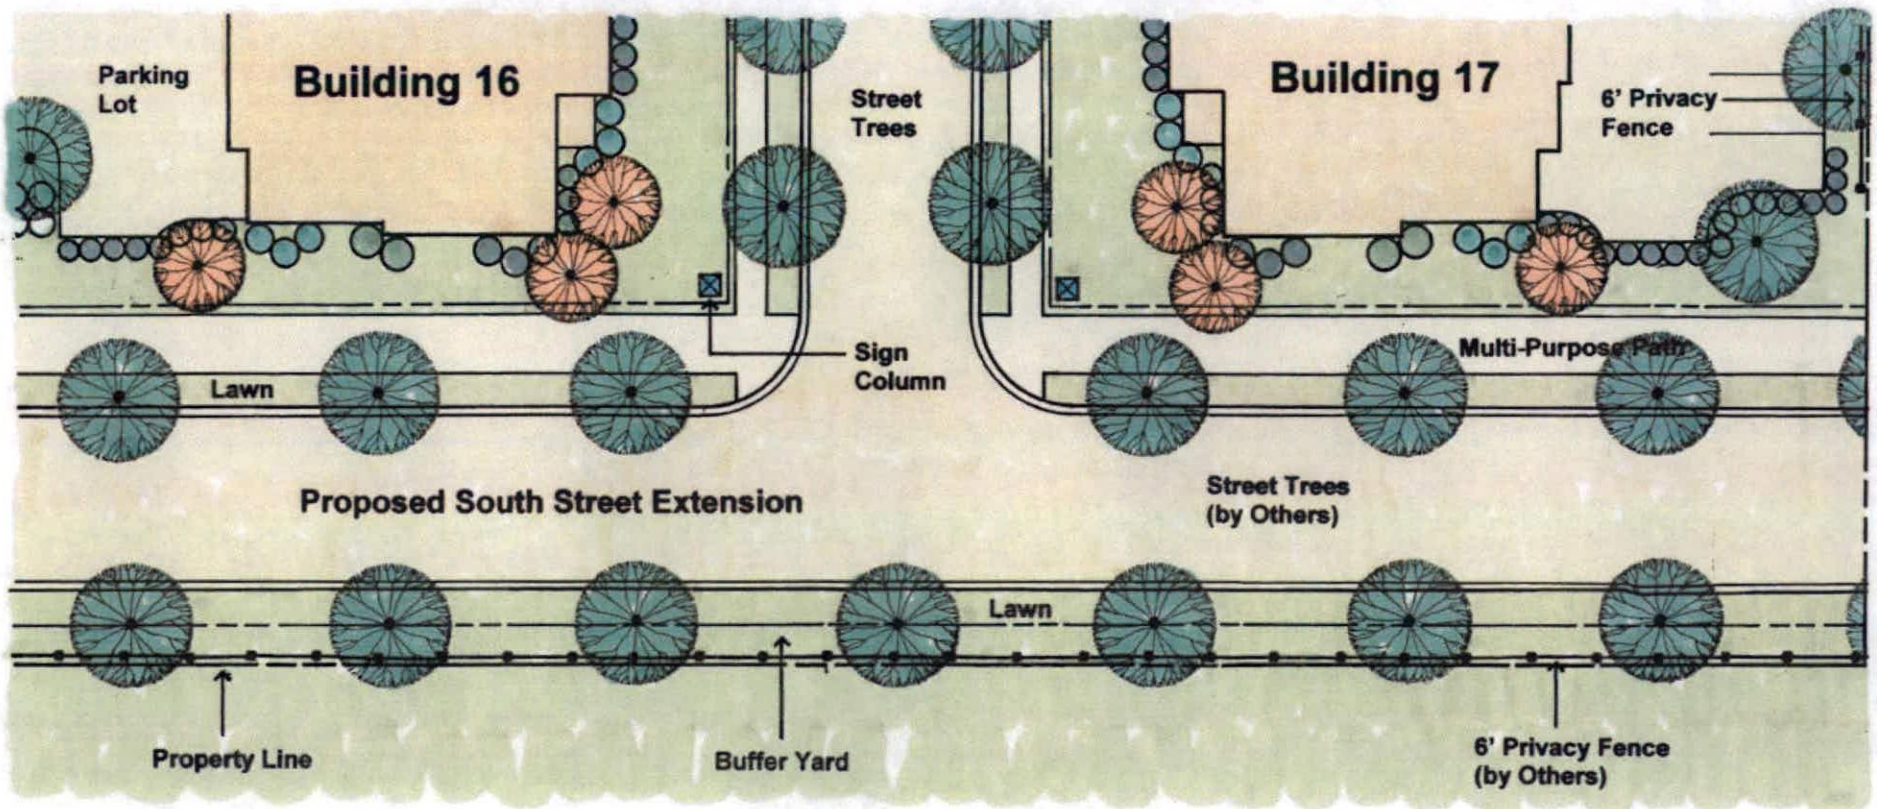 Parking
Lot
Building 16
Street
Trees
Building 17
6' Privacy
Fence
Sign
Column
Multi-Purpose Path
Lawn
Proposed South Street Extension
Street Trees
(by Others)
Lawn
Property Line
Buffer Yard
6' Privacy Fence
(by Others)